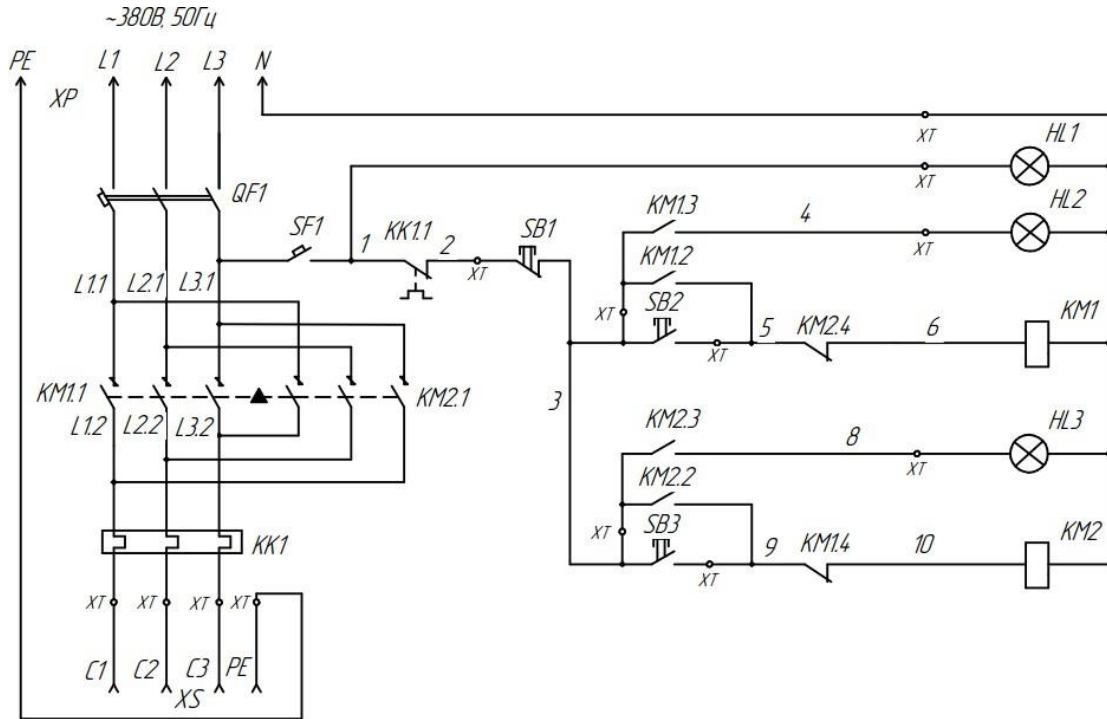 ~380В, 50Гц
PE L1 L2 L3 N
XP
XT
HL1
QF1
XT
SF1
1
KK1.1
2
SB1
KM1.3
4
HL2
XT
XT
KM1.2
L1.1 L2.1 L3.1
XT
SB2
5
KM2.4
6
KM1
XT
KM1.1
KM2.1
3
L1.2 L2.2 L3.2
KM2.3
8
HL3
XT
KM2.2
XT
SB3
9
KM1.4
10
KM2
XT
KK1
XT XT XT XT
C1 C2 C3 PE
XS